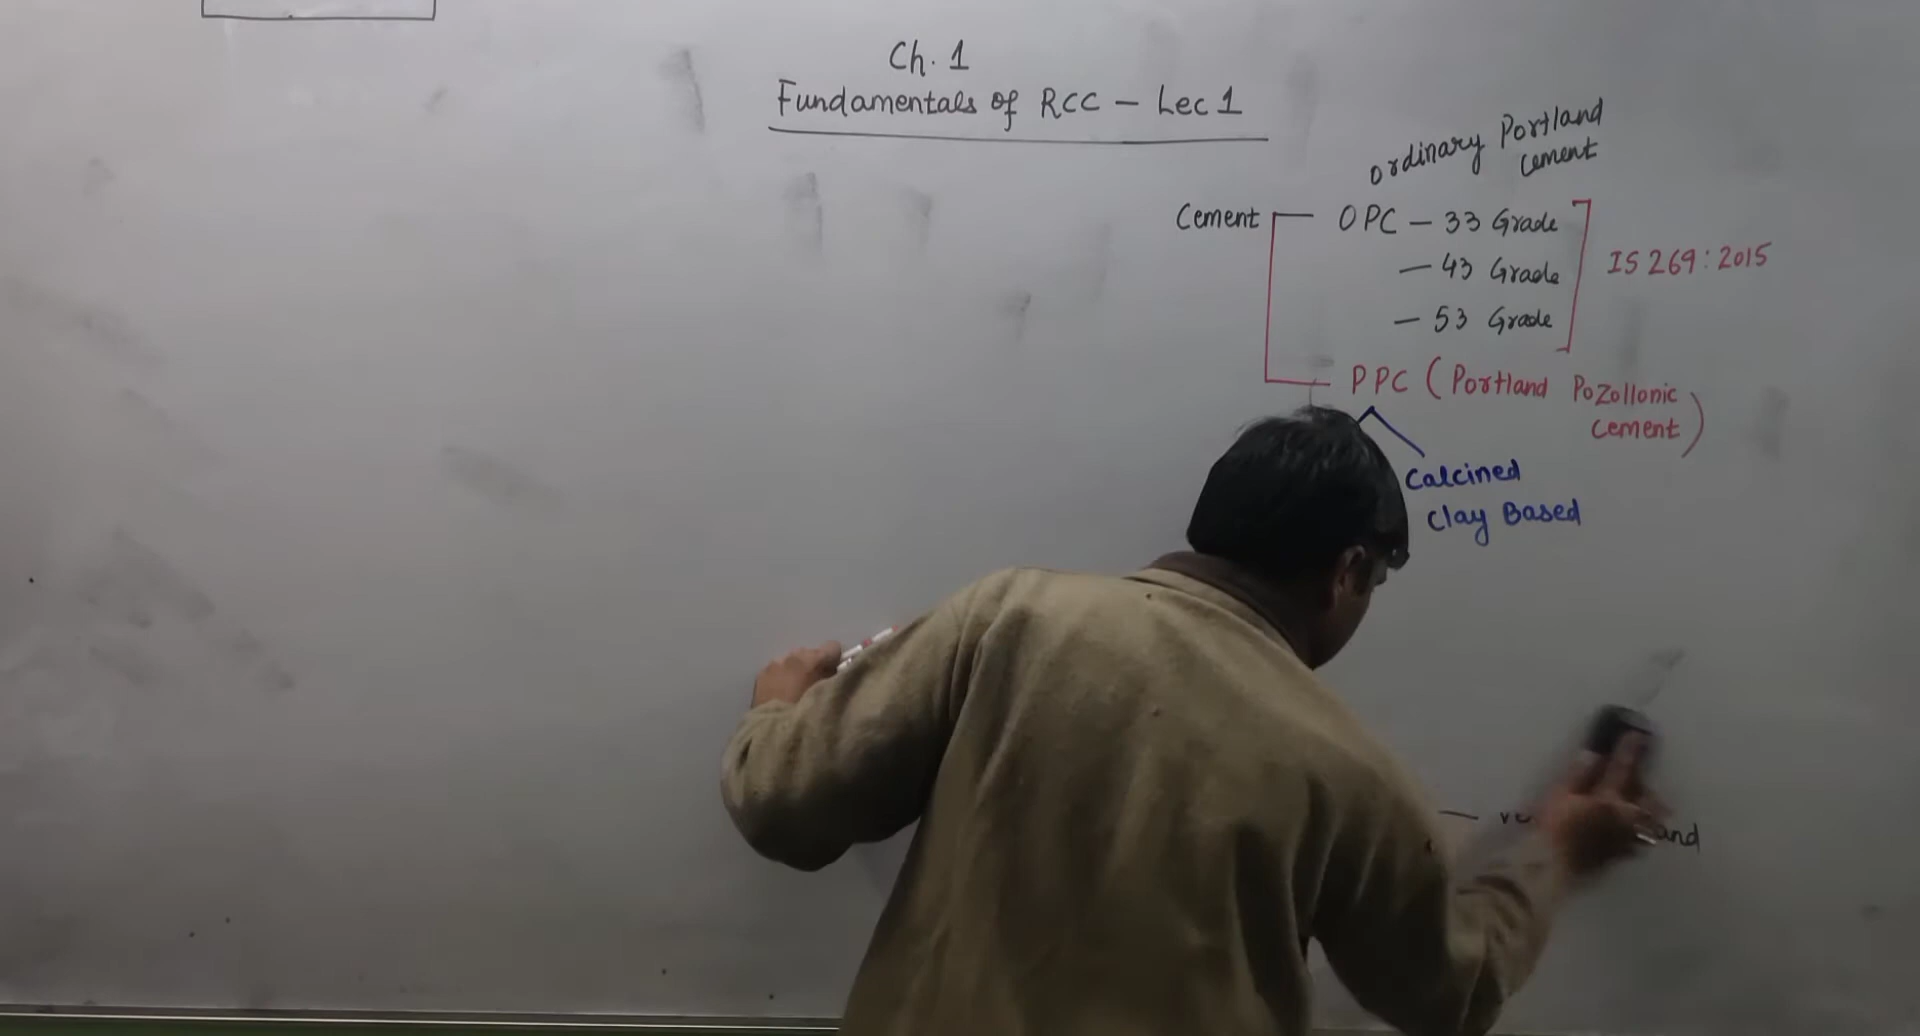 Ch. 1
Fundamentals of RCC – Lec 1
Ordinary Portland
Cement
Cement
OPC – 33 Grade
– 43 Grade
– 53 Grade
IS 269 : 2015
PPC (Portland Pozollonic
Cement)
Calcined
Clay Based